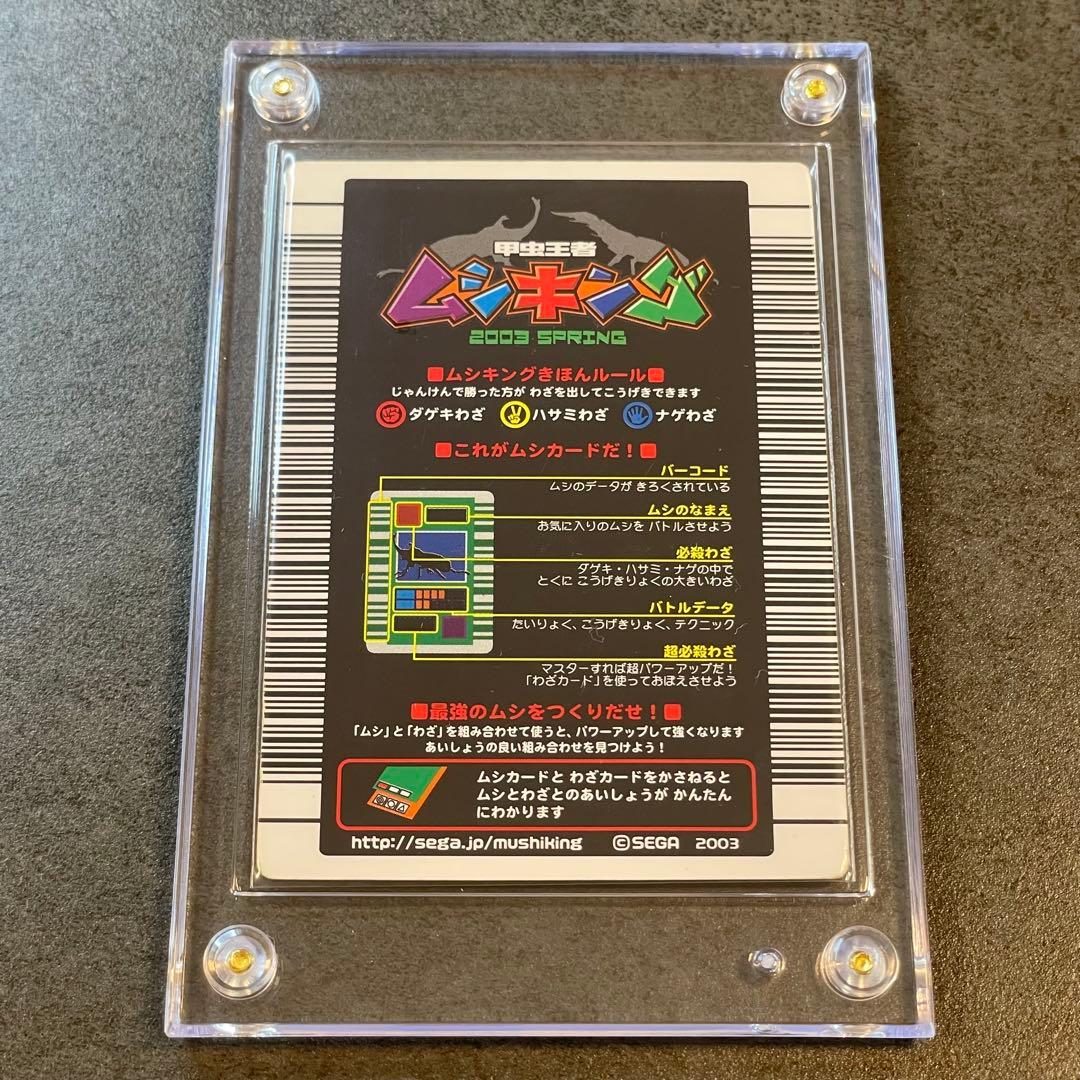 甲虫王者
ムシキング
2003 SPRING
■ムシキングきほんルール■
じゃんけんで勝った方が わざを出してこうげきできます
ダゲキわざ ハサミわざ ナゲわざ
■これがムシカードだ！■
バーコード
ムシのデータが きろくされている
ムシのなまえ
お気に入りのムシを バトルさせよう
必殺わざ
ダゲキ・ハサミ・ナゲの中で
とくに こうげきりょくの大きいわざ
バトルデータ
たいりょく、こうげきりょく、テクニック
超必殺わざ
マスターすれば超パワーアップだ！
「わざカード」を使っておぼえさせよう
■最強のムシをつくりだせ！■
「ムシ」と「わざ」を組み合わせて使うと、パワーアップして強くなります
あいしょうの良い組み合わせを見つけよう！
ムシカードと わざカードをかさねると
ムシとわざとのあいしょうが かんたん
にわかります
http://sega.jp/mushiking ©SEGA 2003